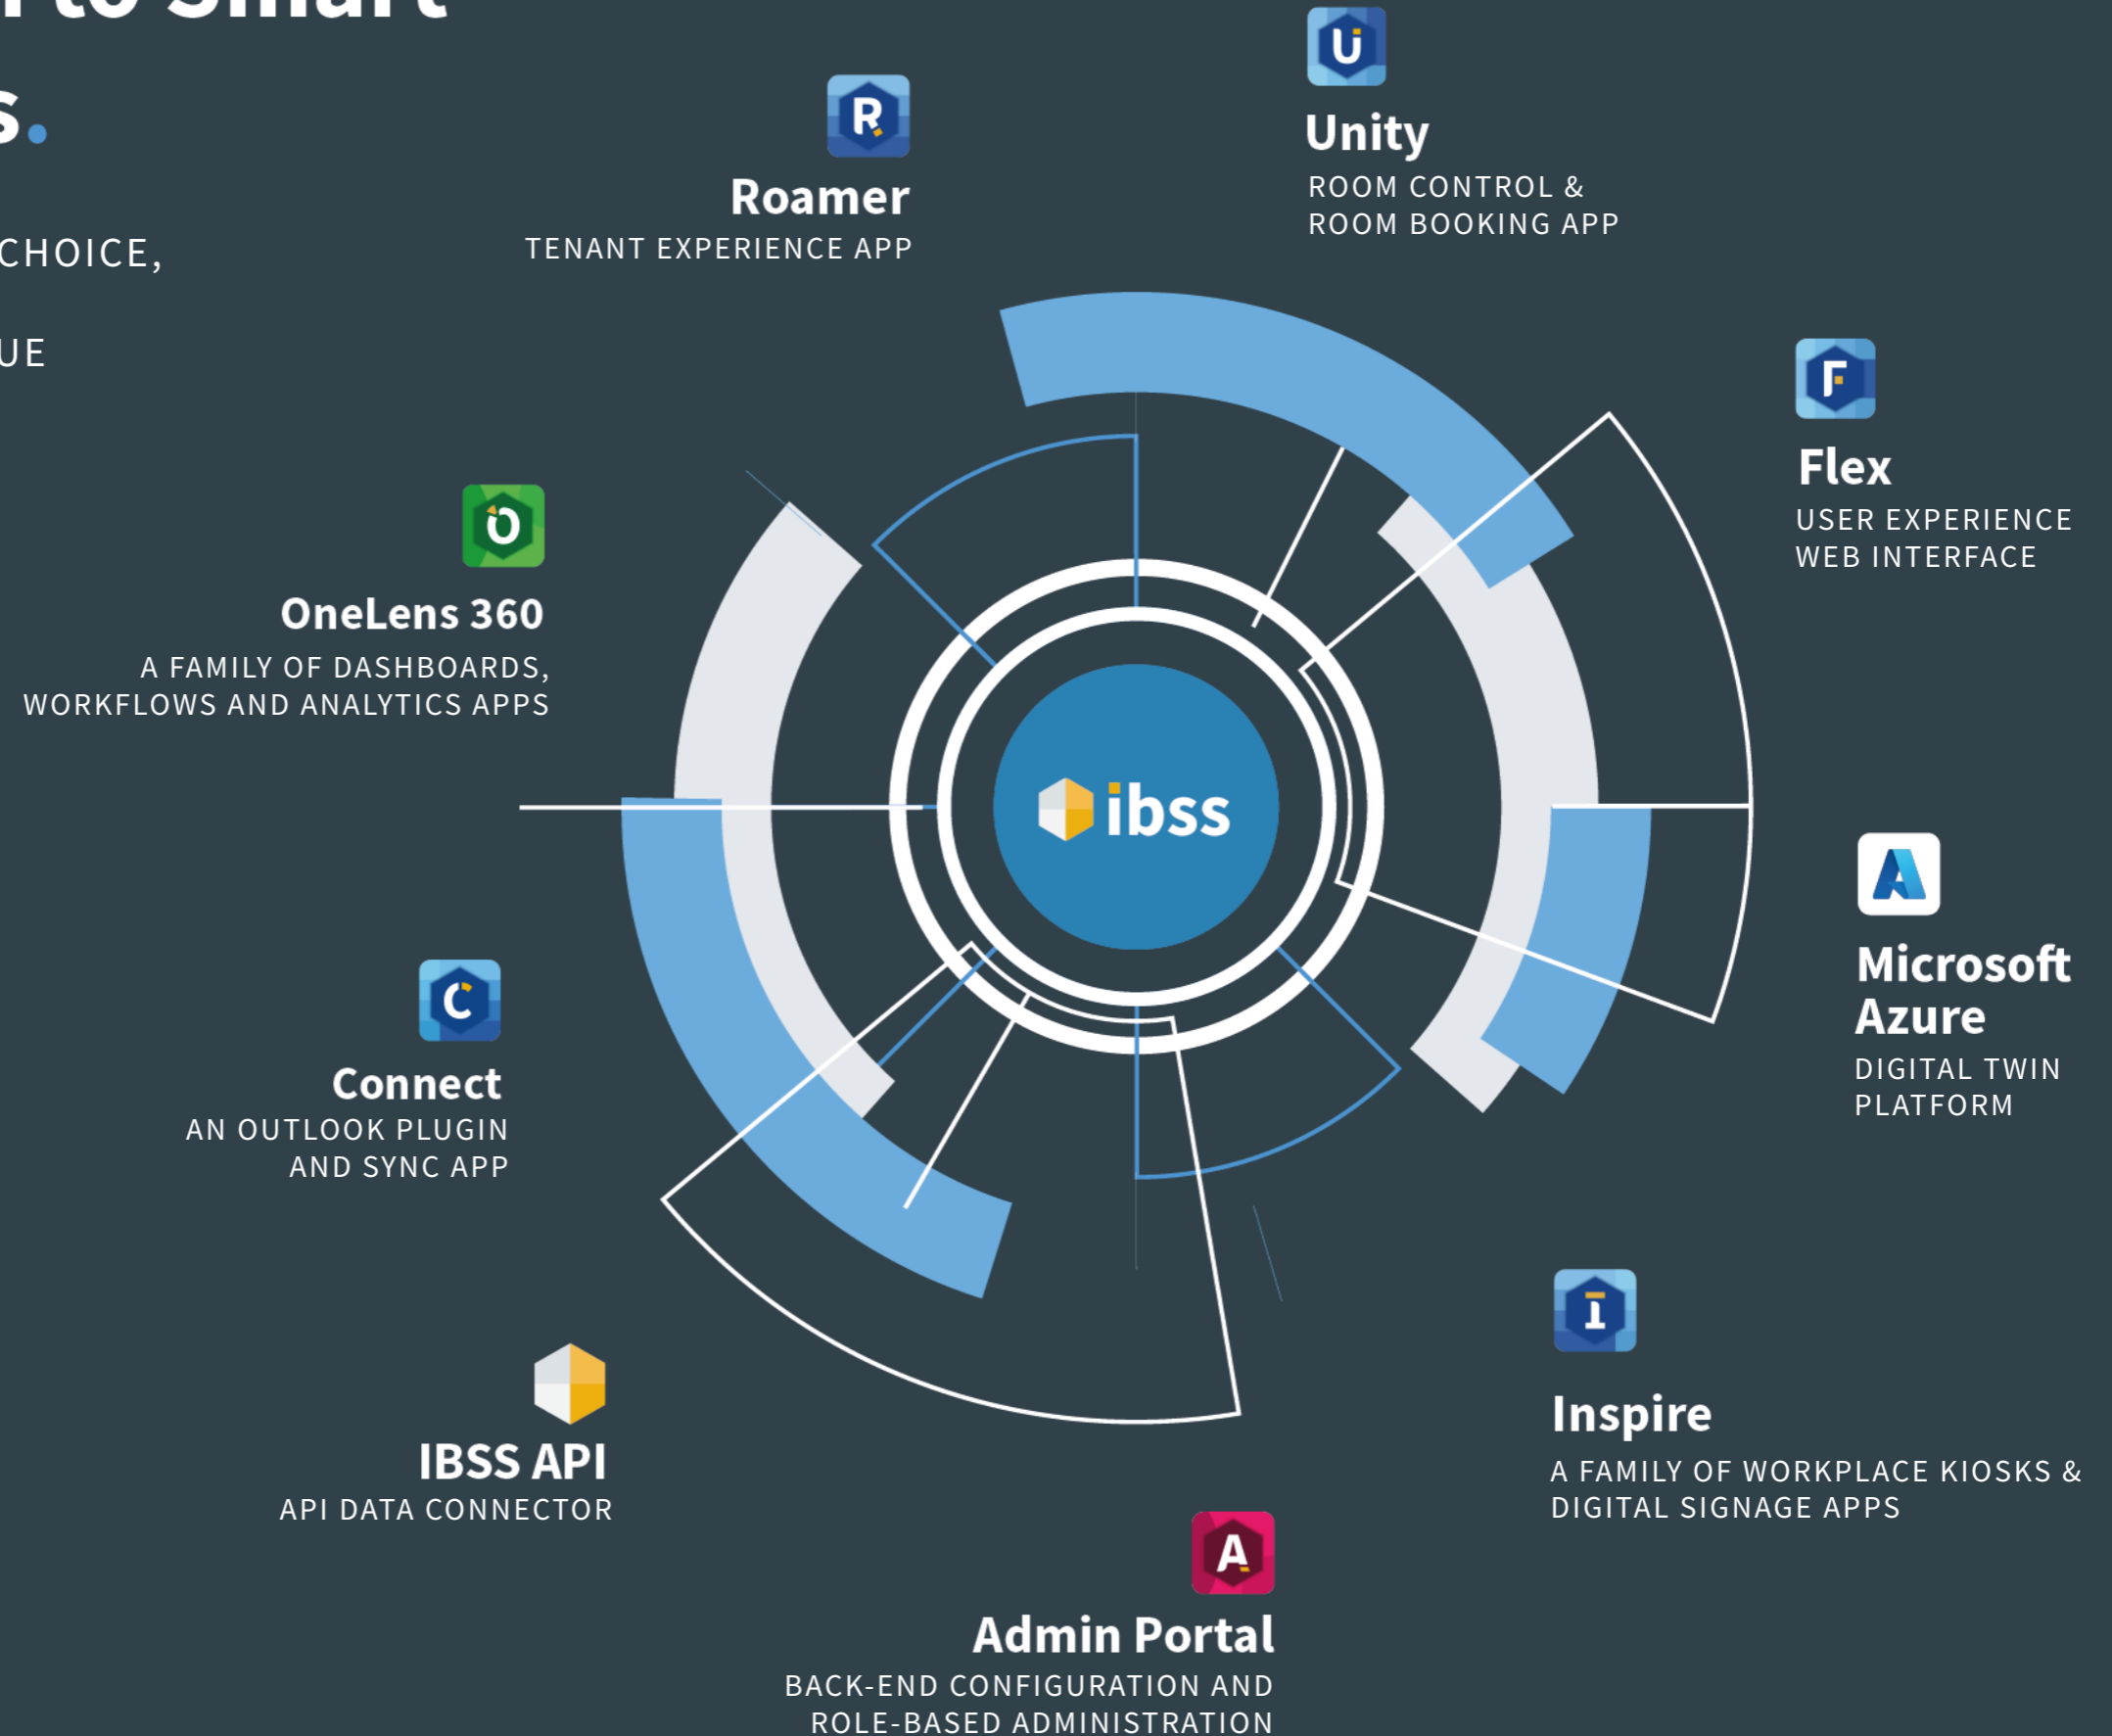 to Smart
s.
CHOICE,
UE
R
Roamer
TENANT EXPERIENCE APP
U
Unity
ROOM CONTROL &
ROOM BOOKING APP
F
Flex
USER EXPERIENCE
WEB INTERFACE
O
OneLens 360
A FAMILY OF DASHBOARDS,
WORKFLOWS AND ANALYTICS APPS
ibss
A
Microsoft
Azure
DIGITAL TWIN
PLATFORM
C
Connect
AN OUTLOOK PLUGIN
AND SYNC APP
I
Inspire
A FAMILY OF WORKPLACE KIOSKS &
DIGITAL SIGNAGE APPS
IBSS API
API DATA CONNECTOR
A
Admin Portal
BACK-END CONFIGURATION AND
ROLE-BASED ADMINISTRATION